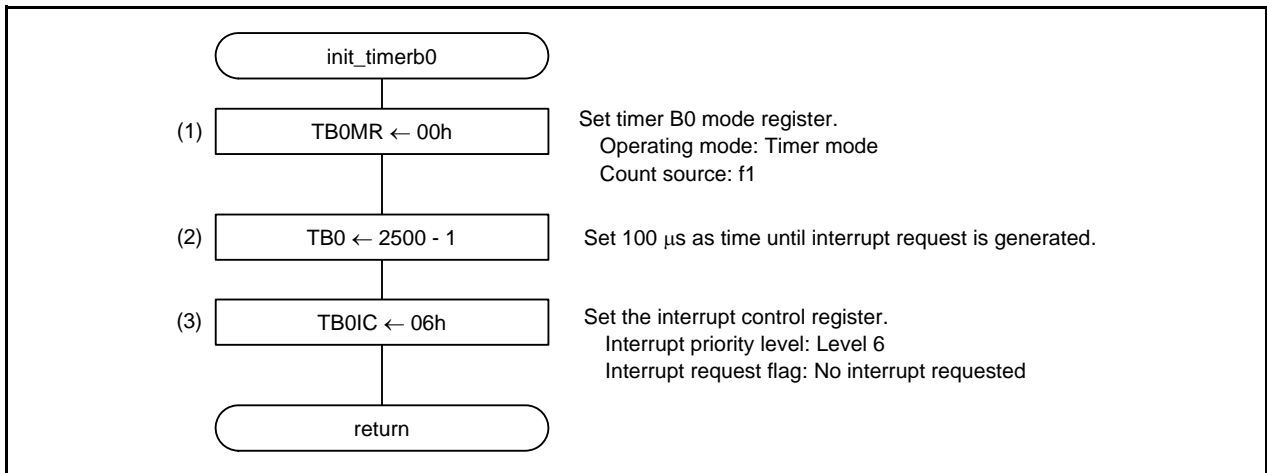 init_timerb0
(1) TB0MR ← 00h
Set timer B0 mode register.
Operating mode: Timer mode
Count source: f1
(2) TB0 ← 2500 - 1
Set 100 μs as time until interrupt request is generated.
(3) TB0IC ← 06h
Set the interrupt control register.
Interrupt priority level: Level 6
Interrupt request flag: No interrupt requested
return